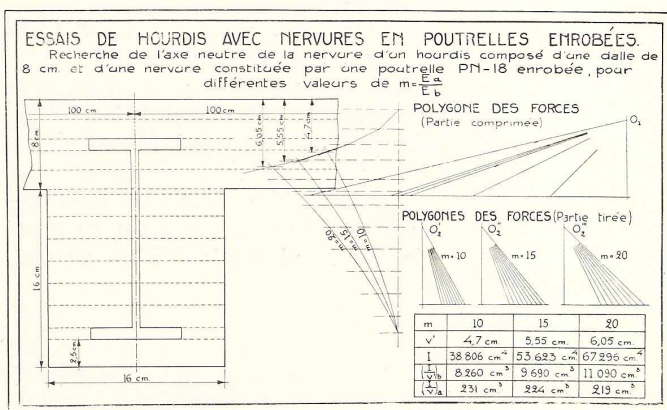 ESSAIS DE HOURDIS AVEC NERVURES EN POUTRELLES ENROBÉES.
Recherche de l'axe neutre de la nervure d'un hourdis composé d'une dalle de
8 cm. et d'une nervure constituée par une poutrelle PN-18 enrobée, pour
différentes valeurs de m = Ea
Eb
100 cm
100 cm.
8 cm
6,05 cm
5,55 cm
4,7 cm
POLYGONE DES FORCES
(Partie comprimée)
O₁
m=20
m=15
m=10
POLYGONES DES FORCES (Partie tirée)
O'₂
m=10
O''₂
m=15
O'''₂
m=20
16 cm
2,5 cm
16 cm.
m 10 15 20
v' 4,7 cm. 5,55 cm. 6,05 cm.
I 38 806 cm⁴ 53 623 cm⁴ 67 296 cm⁴
(I/v')b 8 260 cm³ 9 690 cm³ 11 090 cm³
(I/v)a 231 cm³ 224 cm³ 219 cm³